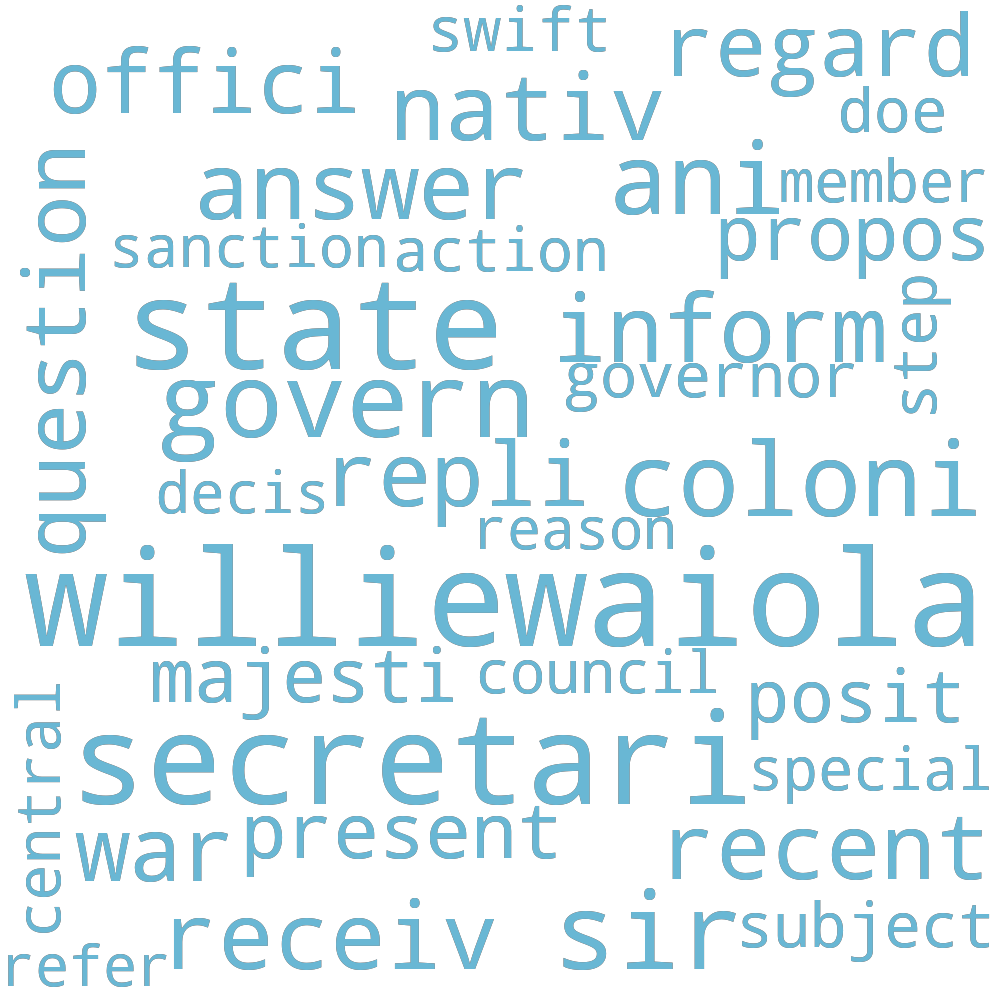 swift
regard
offici
nativ
doe
question
answer
ani
member
propos
sanction
action
state
inform
step
govern
governor
repli
coloni
decis
reason
williewaiola
majesti
council
posit
central
secretari
special
war
present
recent
receiv
sir
subject
refer